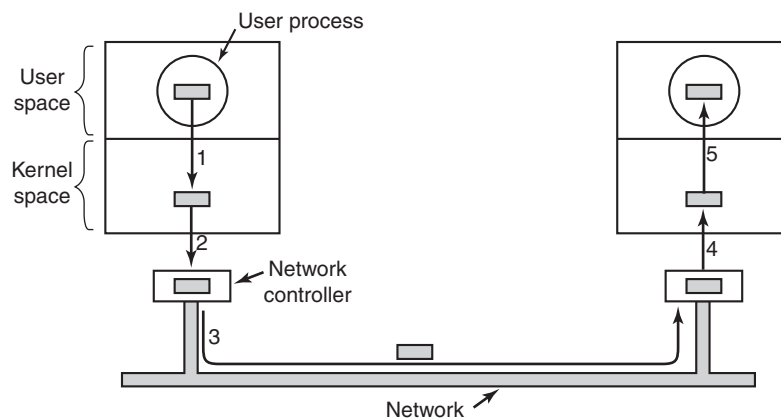 User process
User
space
1
5
Kernel
space
2
4
Network
controller
3
Network